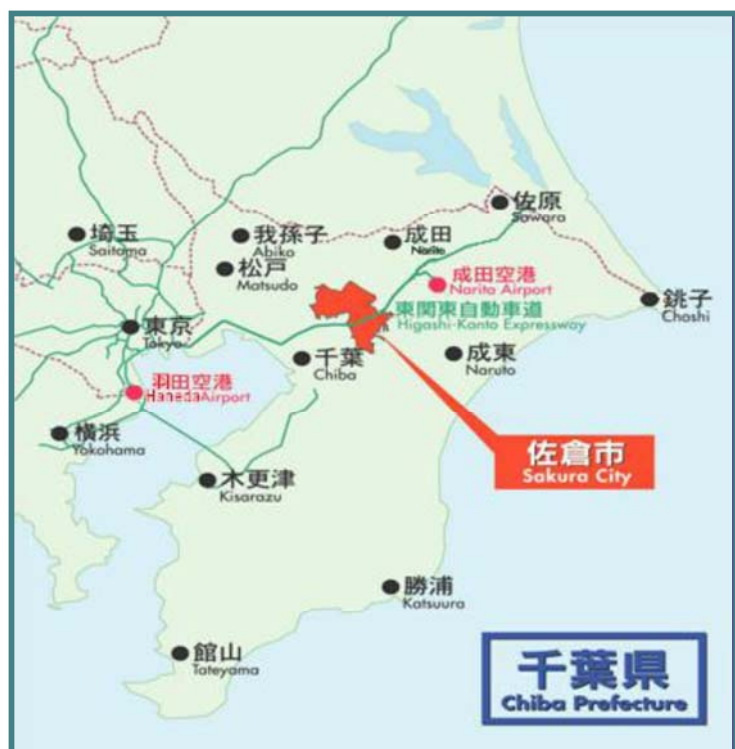 佐原
Sawara
埼玉
Saitama
我孫子
Abiko
成田
Narita
松戸
Matsudo
成田空港
Narita Airport
銚子
Choshi
東関東自動車道
Higashi-Kanto Expressway
東京
Tokyo
千葉
Chiba
成東
Naruto
羽田空港
Haneda Airport
横浜
Yokohama
佐倉市
Sakura City
木更津
Kisarazu
勝浦
Katsuura
館山
Tateyama
千葉県
Chiba Prefecture